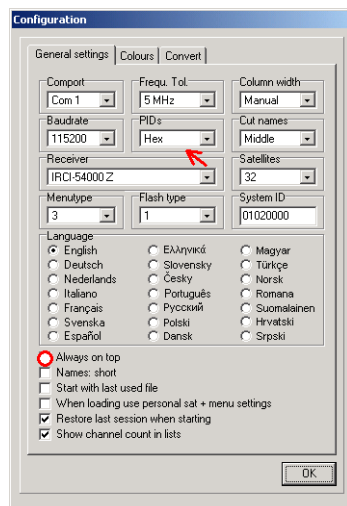 Configuration
General settings Colours Convert
Comport Frequ. Tol. Column width
Com 1 5 MHz Manual
Baudrate PIDs Cut names
115200 Hex Middle
Receiver Satellites
IRCI-54000 Z 32
Menutype Flash type System ID
3 1 01020000
Language
English Ελληνικά Magyar
Deutsch Slovensky Türkçe
Nederlands Česky Norsk
Italiano Português Romana
Français Русский Suomalainen
Svenska Polski Hrvatski
Español Dansk Srpski
Always on top
Names: short
Start with last used file
When loading use personal sat + menu settings
Restore last session when starting
Show channel count in lists
OK